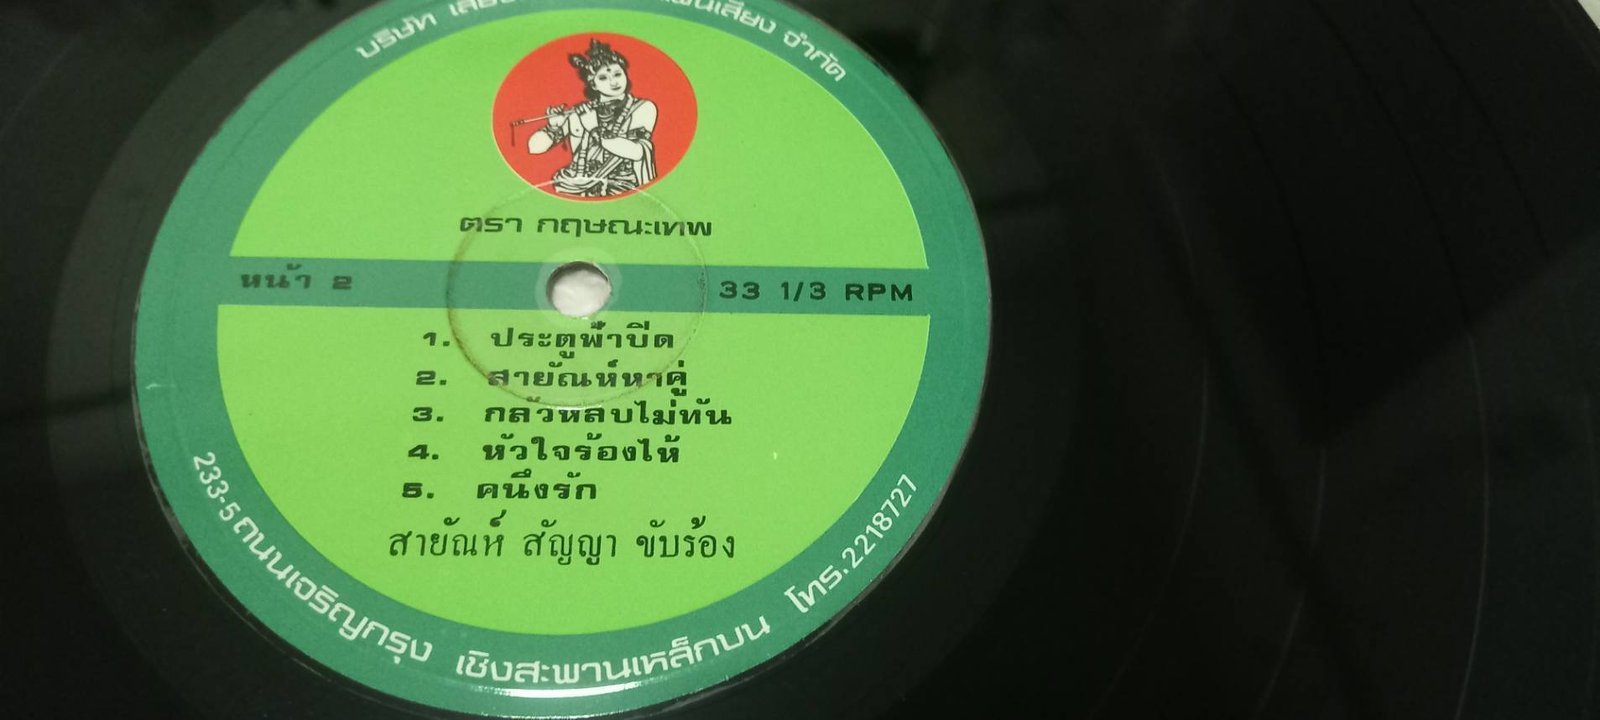 บริษัท แผ่นเสียง จำกัด
ตรา กฤษณะเทพ
หน้า 2
33 1/3 RPM
1. ประตูฟ้าปิด
2. สายัณห์หาคู่
3. กลัวหลบไม่ทัน
4. หัวใจร้องไห้
5. คนึงรัก
สายัณห์ สัญญา ขับร้อง
233-5 ถนนเจริญกรุง เชิงสะพานเหล็กบน โทร.2218727